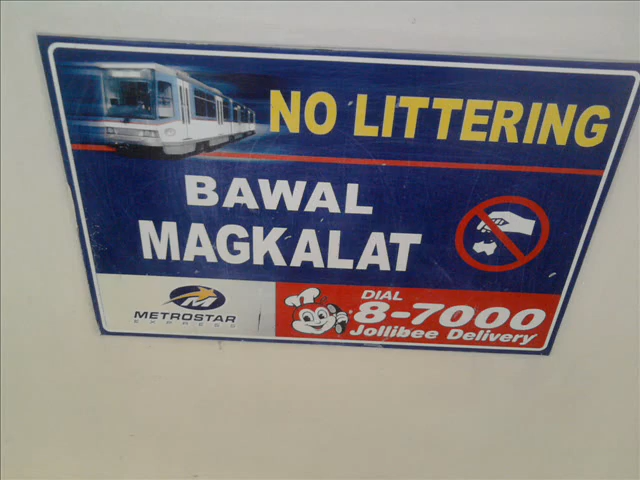 NO LITTERING
BAWAL
MAGKALAT
METROSTAR
EXPRESS
DIAL
8-7000
Jollibee Delivery